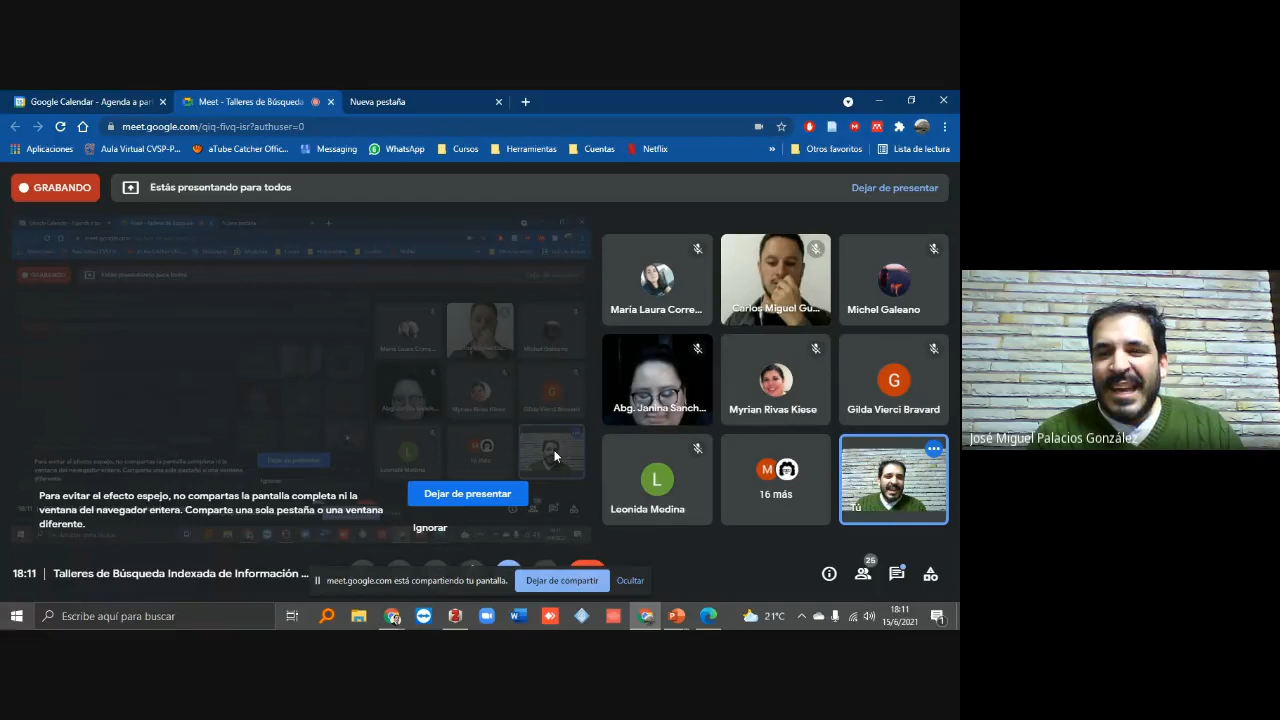 Google Calendar - Agenda a part
Meet - Talleres de Búsqueda
Nueva pestaña
meet.google.com/qiq-fivq-isr?authuser=0
Aplicaciones
Aula Virtual CVSP-P...
aTube Catcher Offic...
Messaging
WhatsApp
Cursos
Herramientas
Cuentas
Netflix
»
Otros favoritos
Lista de lectura
GRABANDO
Estás presentando para todos
Dejar de presentar
María Laura Corre...
Carlos Miguel Gu...
Michel Galeano
Abg. Janina Sanch...
Myrian Rivas Kiese
G
Gilda Vierci Bravard
José Miguel Palacios González
L
Leonida Medina
M
16 más
Tú
Para evitar el efecto espejo, no compartas la pantalla completa ni la
ventana del navegador entera. Comparte una sola pestaña o una ventana
diferente.
Dejar de presentar
Ignorar
18:11 | Talleres de Búsqueda Indexada de Información ...
meet.google.com está compartiendo tu pantalla.
Dejar de compartir
Ocultar
25
Escribe aquí para buscar
21°C
18:11
15/6/2021